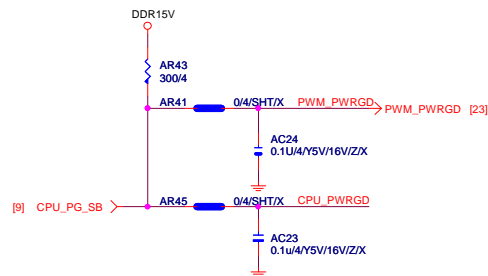 DDR15V
AR43
300/4
AR41 0/4/SHT/X PWM_PWRGD PWM_PWRGD [23]
AC24
0.1U/4/Y5V/16V/Z/X
[9] CPU_PG_SB AR45 0/4/SHT/X CPU_PWRGD
AC23
0.1u/4/Y5V/16V/Z/X